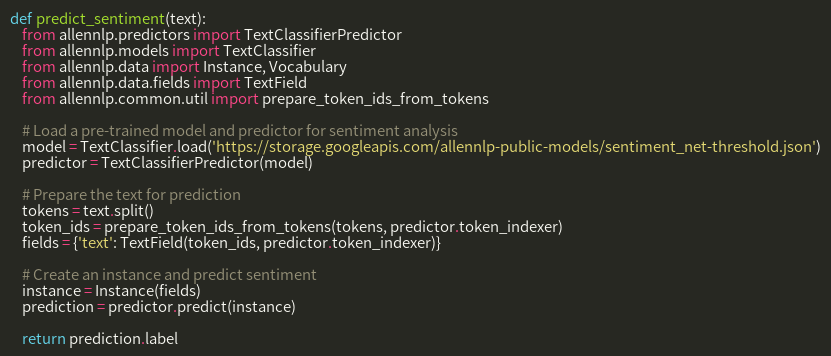 def predict_sentiment(text):
from allennlp.predictors import TextClassifierPredictor
from allennlp.models import TextClassifier
from allennlp.data import Instance, Vocabulary
from allennlp.data.fields import TextField
from allennlp.common.util import prepare_token_ids_from_tokens
# Load a pre-trained model and predictor for sentiment analysis
model = TextClassifier.load('https://storage.googleapis.com/allennlp-public-models/sentiment_net-threshold.json')
predictor = TextClassifierPredictor(model)
# Prepare the text for prediction
tokens = text.split()
token_ids = prepare_token_ids_from_tokens(tokens, predictor.token_indexer)
fields = {'text': TextField(token_ids, predictor.token_indexer)}
# Create an instance and predict sentiment
instance = Instance(fields)
prediction = predictor.predict(instance)
return prediction.label